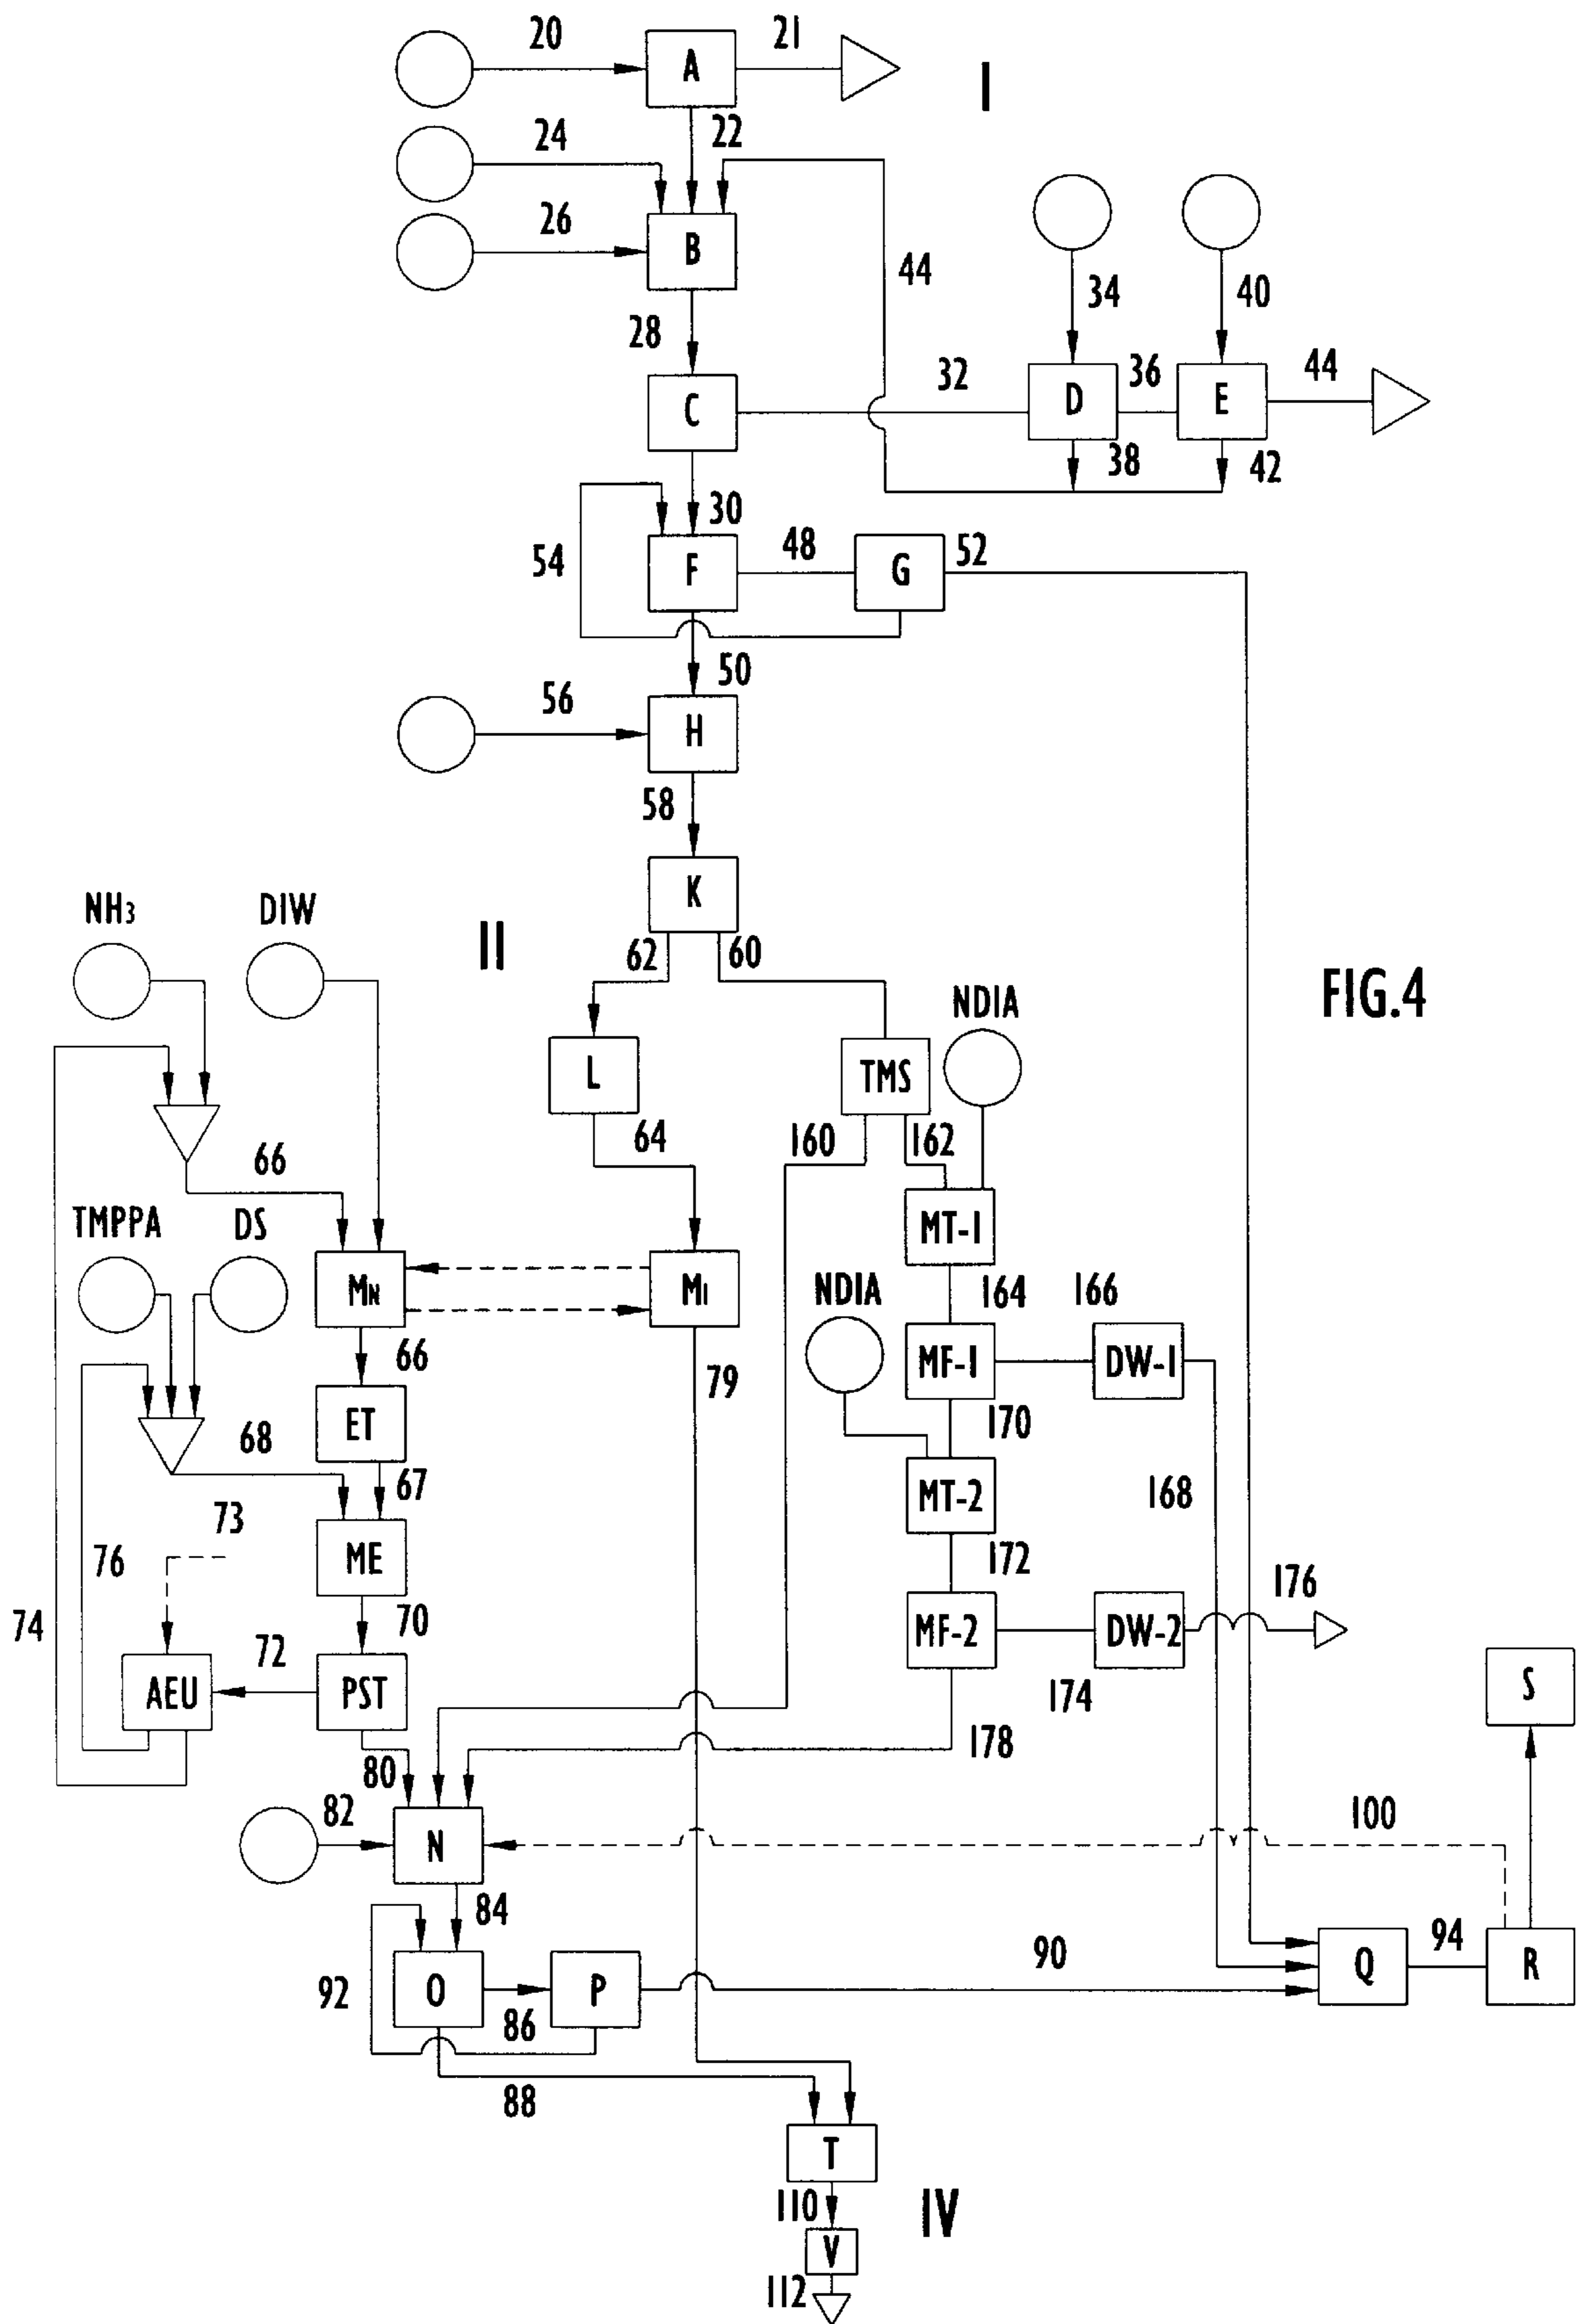 20
21
A
I
22
24
26
B
44
34
40
28
32
36
44
C
D
E
38
42
30
54
48
52
F
G
50
56
H
58
K
NH3
DIW
II
62
60
NDIA
FIG.4
L
TMS
64
160
162
66
TMPPA
DS
MT-1
MN
M1
NDIA
164
166
66
79
MF-1
DW-1
ET
170
68
67
73
MT-2
168
76
ME
172
176
74
70
72
MF-2
DW-2
AEU
PST
174
S
178
80
82
100
N
84
90
94
92
O
P
Q
R
86
88
T
110
IV
V
112